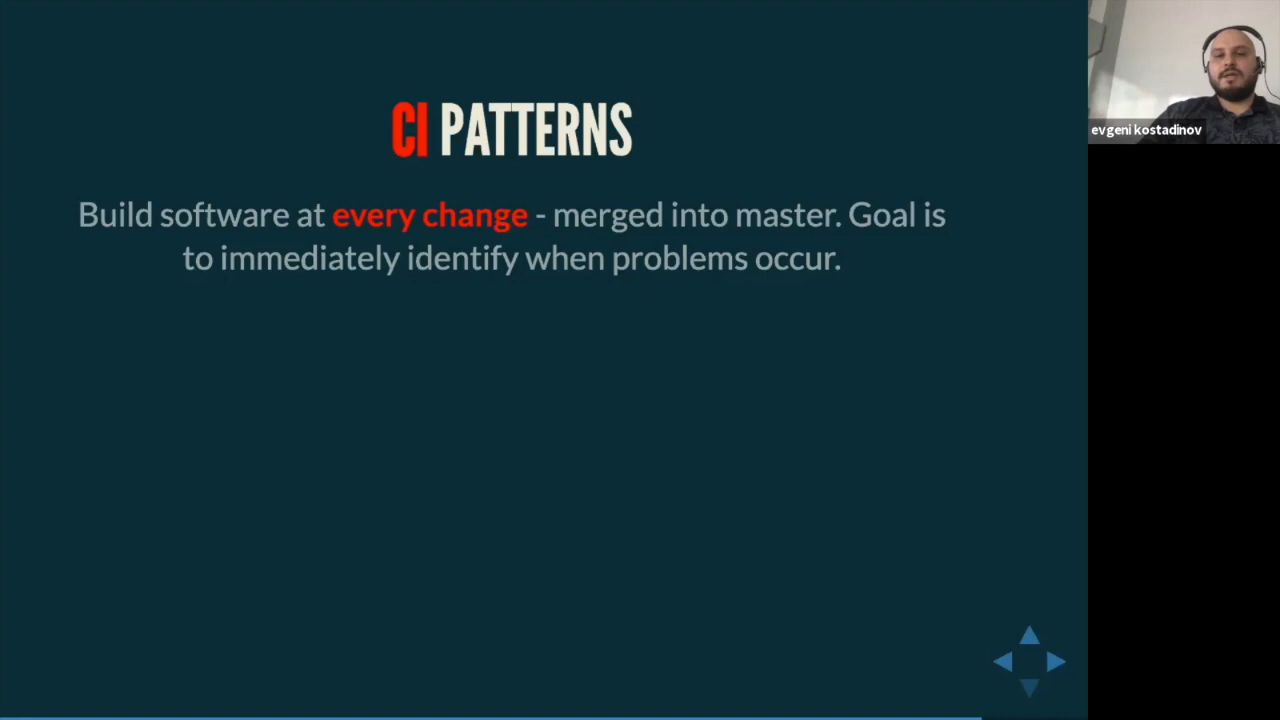 CI PATTERNS
Build software at every change - merged into master. Goal is
to immediately identify when problems occur.
evgeni kostadinov